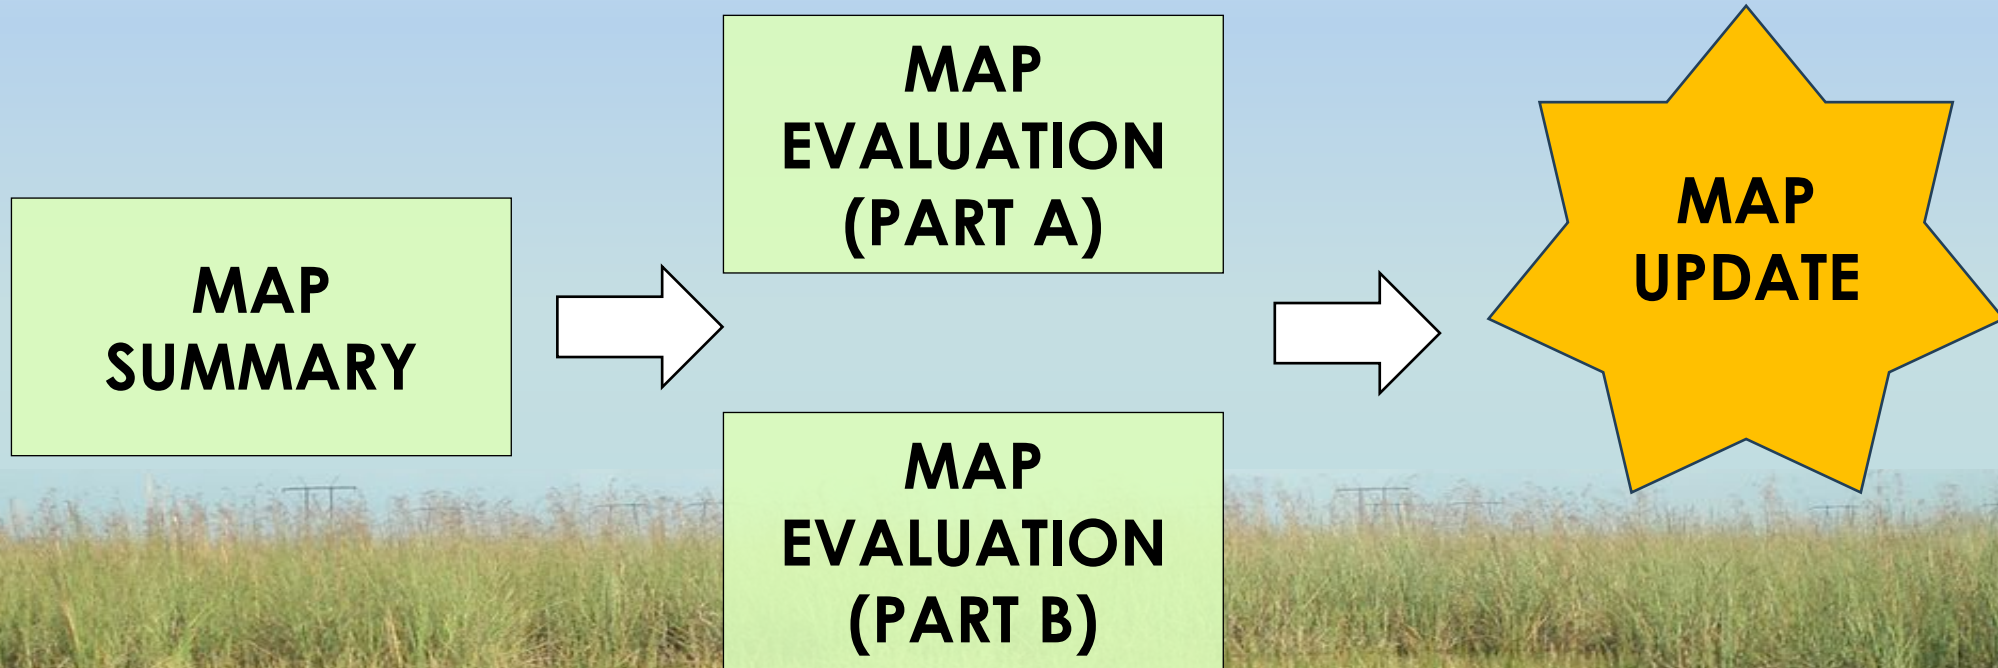 MAP
SUMMARY
MAP
EVALUATION
(PART A)
MAP
EVALUATION
(PART B)
MAP
UPDATE